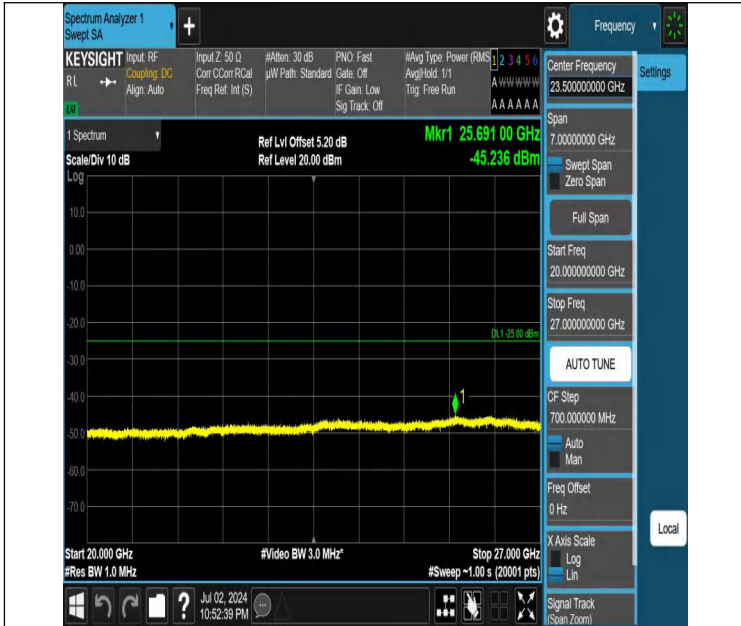 Spectrum Analyzer 1
Swept SA
+
Frequency
KEYSIGHT
RL
Input: RF
Coupling: DC
Align: Auto
Input Z: 50 Ω
Corr CCorr RCal
Freq Ref: Int (S)
#Atten: 30 dB
µW Path: Standard
PNO: Fast
Gate: Off
IF Gain: Low
Sig Track: Off
#Avg Type: Power (RMS
Avg|Hold: 1/1
Trig: Free Run
1 2 3 4 5 6
A W W W W W
A A A A A A
1 Spectrum
Scale/Div 10 dB
Ref Lvl Offset 5.20 dB
Ref Level 20.00 dBm
Mkr1 25.691 00 GHz
-45.236 dBm
Log
10.0
0.00
-10.0
-20.0
DL1 -25.00 dBm
-30.0
-40.0
1
-50.0
-60.0
-70.0
Start 20.000 GHz
#Res BW 1.0 MHz
#Video BW 3.0 MHz*
Stop 27.000 GHz
#Sweep ~1.00 s (20001 pts)
Jul 02, 2024
10:52:39 PM
Center Frequency
23.500000000 GHz
Settings
Span
7.00000000 GHz
Swept Span
Zero Span
Full Span
Start Freq
20.000000000 GHz
Stop Freq
27.000000000 GHz
AUTO TUNE
CF Step
700.000000 MHz
Auto
Man
Freq Offset
0 Hz
X Axis Scale
Log
Lin
Local
Signal Track
(Span Zoom)